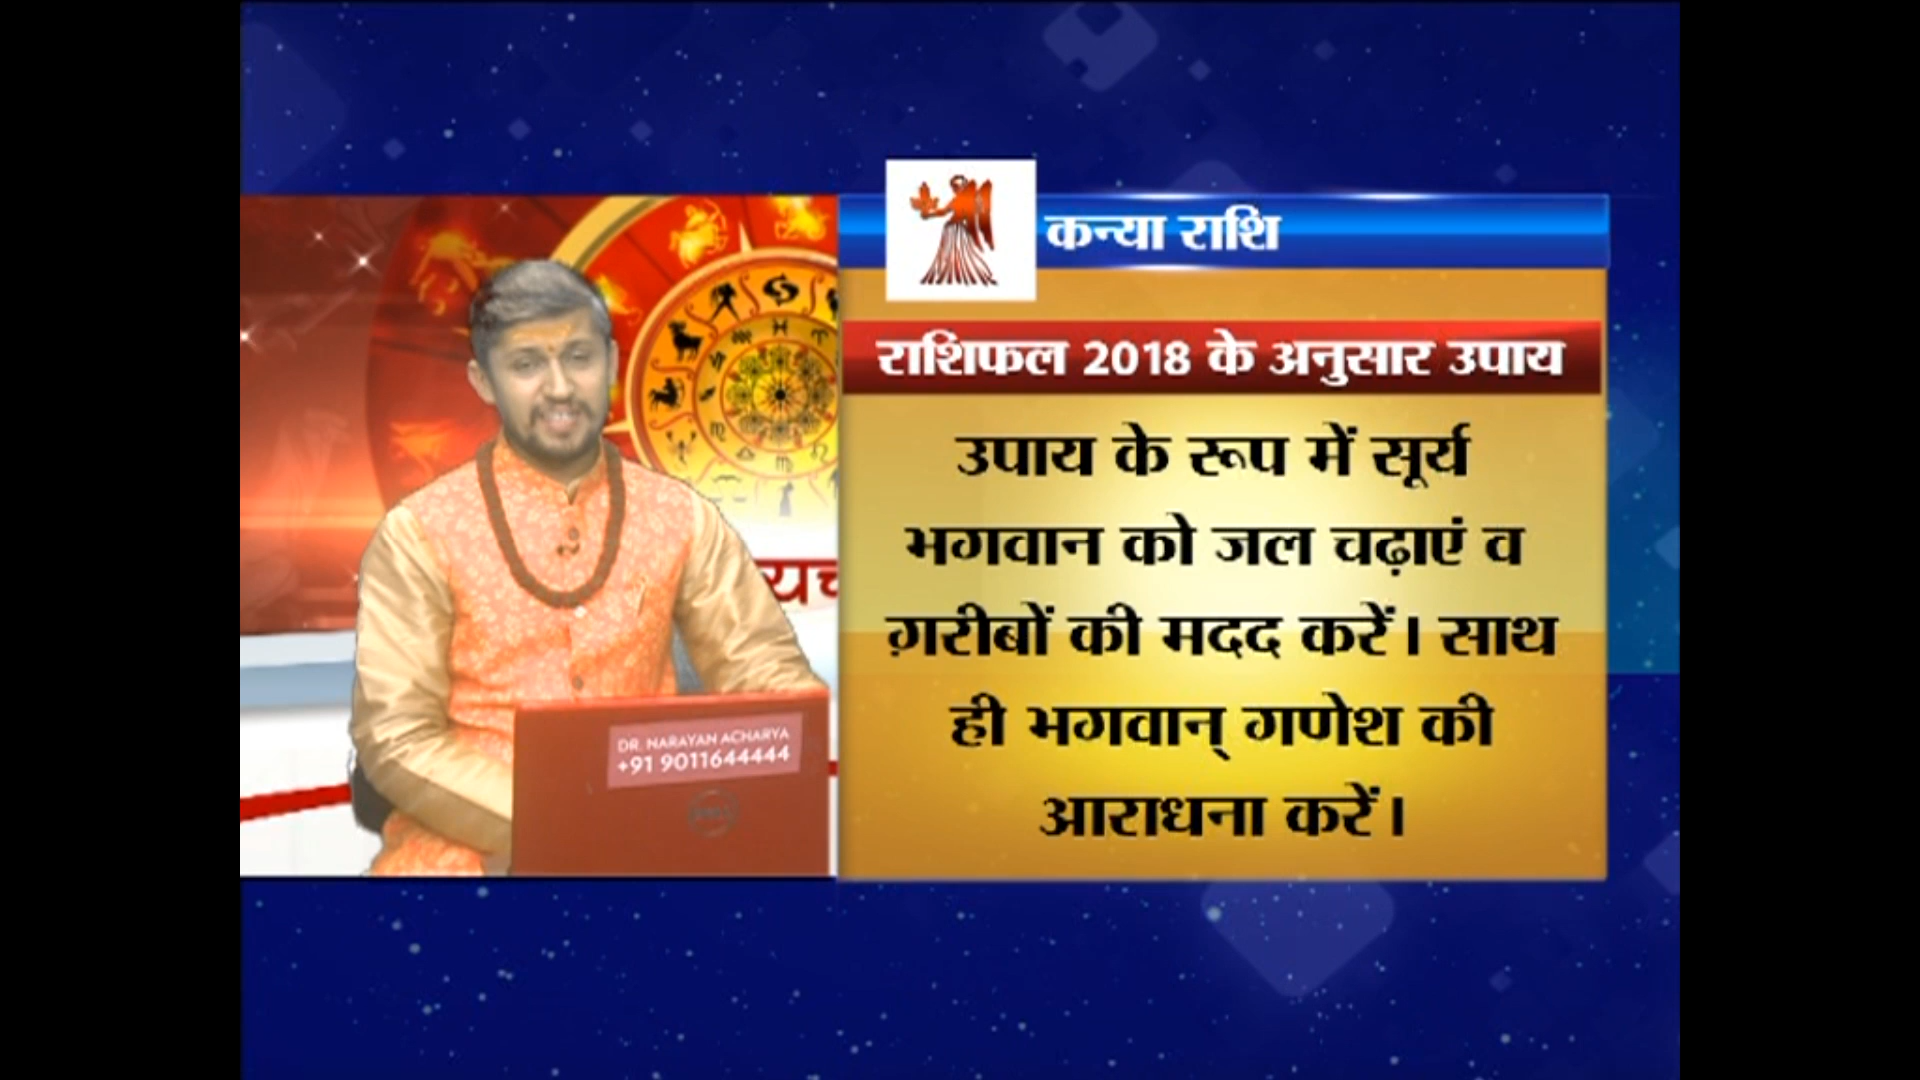 कन्या राशि
राशिफल 2018 के अनुसार उपाय
उपाय के रूप में सूर्य
भगवान को जल चढ़ाएं व
ग़रीबों की मदद करें। साथ
ही भगवान् गणेश की
आराधना करें।
DR. NARAYAN ACHARYA
+91 9011644444
DELL